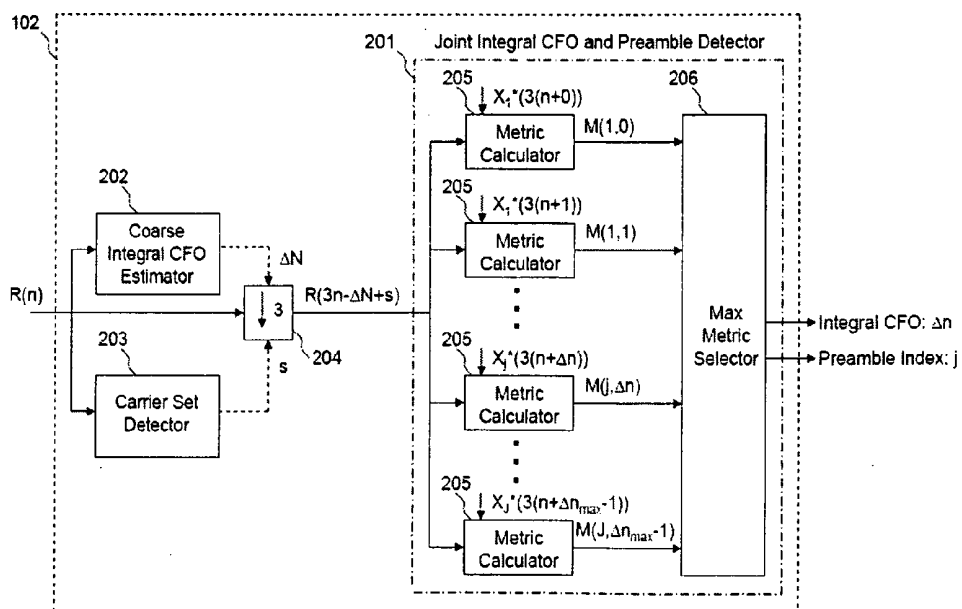 102
201
Joint Integral CFO and Preamble Detector
205
X₁*(3(n+0))
Metric
Calculator
M(1,0)
206
205
X₁*(3(n+1))
Metric
Calculator
M(1,1)
202
Coarse
Integral CFO
Estimator
ΔN
R(n)
↓ 3
204
R(3n-ΔN+s)
203
Carrier Set
Detector
s
205
Xⱼ*(3(n+Δn))
Metric
Calculator
M(j,Δn)
205
X_J*(3(n+Δn_max-1))
Metric
Calculator
M(J,Δn_max-1)
Max
Metric
Selector
Integral CFO: Δn
Preamble Index: j